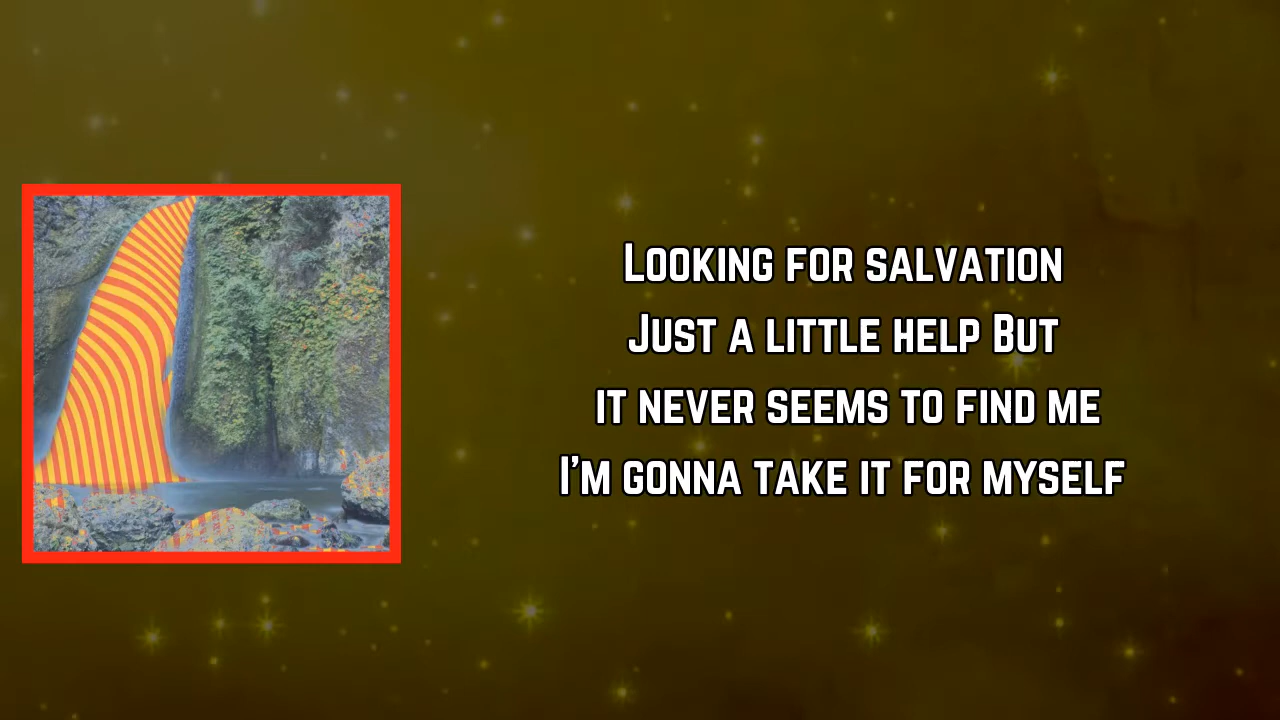 Looking for salvation
Just a little help But
it never seems to find me
I'm gonna take it for myself